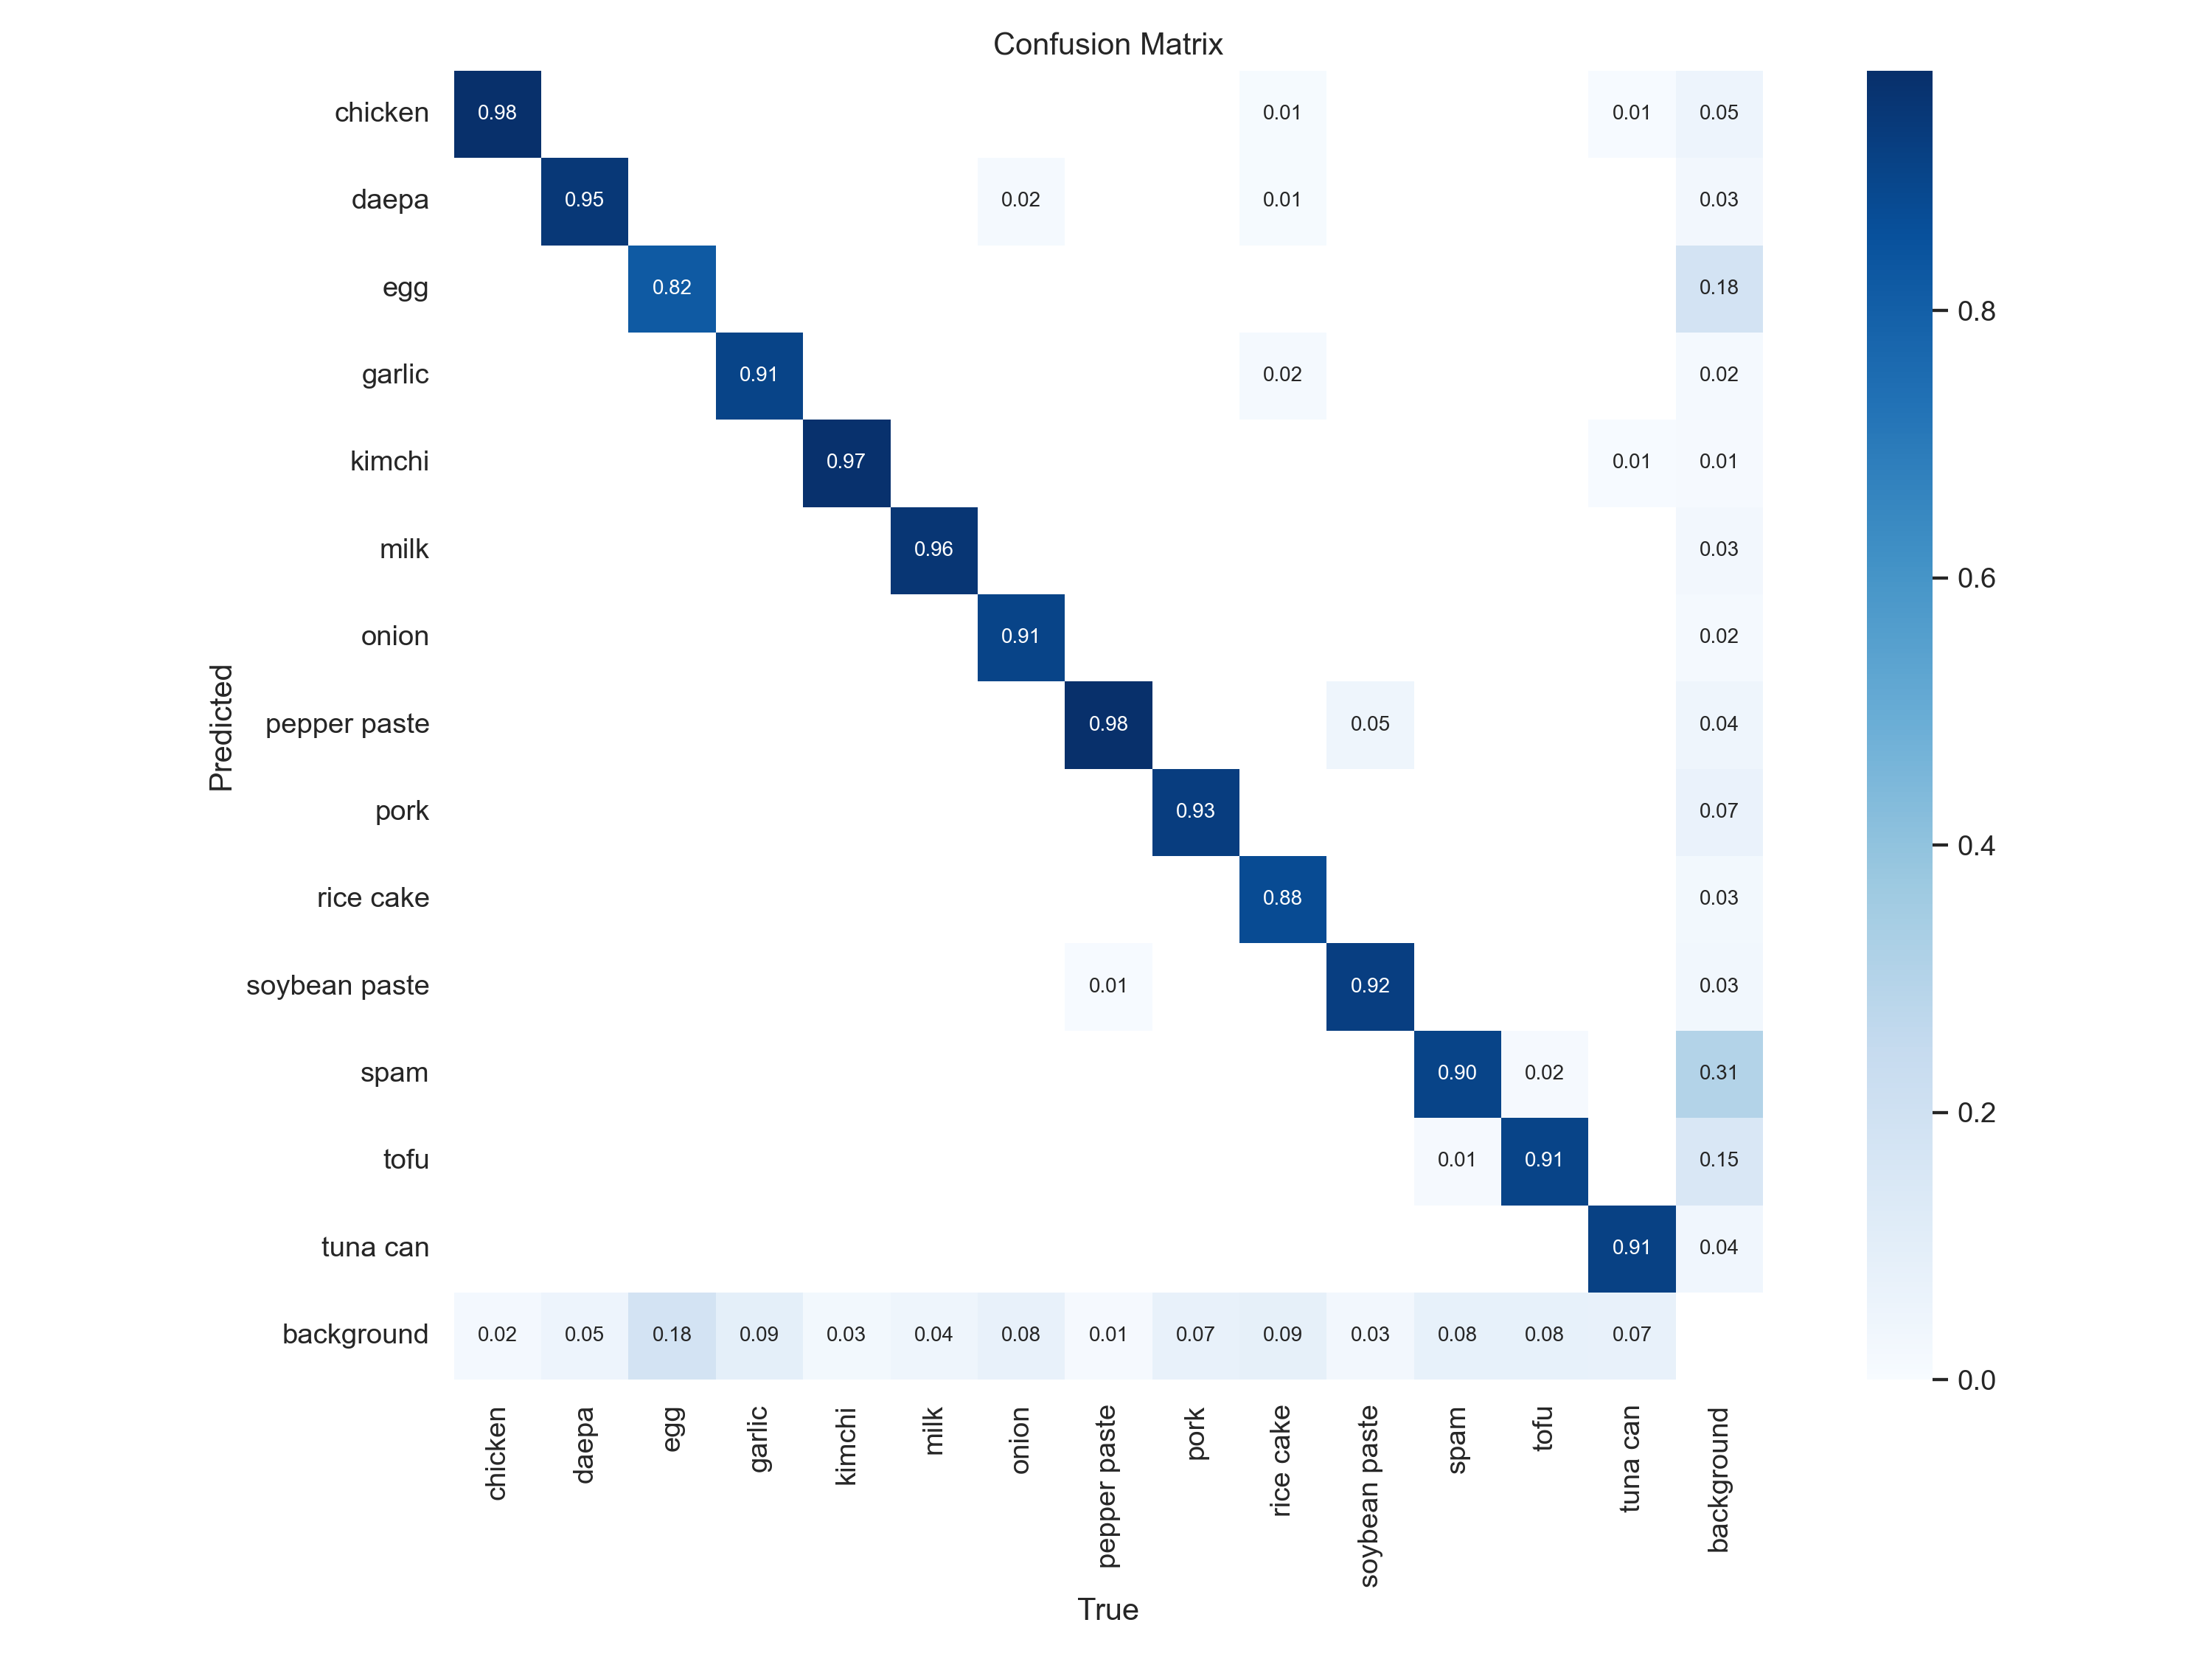 Confusion Matrix
chicken 0.98 0.01 0.01 0.05
daepa 0.95 0.02 0.01 0.03
egg 0.82 0.18
garlic 0.91 0.02 0.02
kimchi 0.97 0.01 0.01
milk 0.96 0.03
onion 0.91 0.02
pepper paste 0.98 0.05 0.04
pork 0.93 0.07
rice cake 0.88 0.03
soybean paste 0.01 0.92 0.03
spam 0.90 0.02 0.31
tofu 0.01 0.91 0.15
tuna can 0.91 0.04
background 0.02 0.05 0.18 0.09 0.03 0.04 0.08 0.01 0.07 0.09 0.03 0.08 0.08 0.07
Predicted
chicken
daepa
egg
garlic
kimchi
milk
onion
pepper paste
pork
rice cake
soybean paste
spam
tofu
tuna can
background
True
0.8
0.6
0.4
0.2
0.0